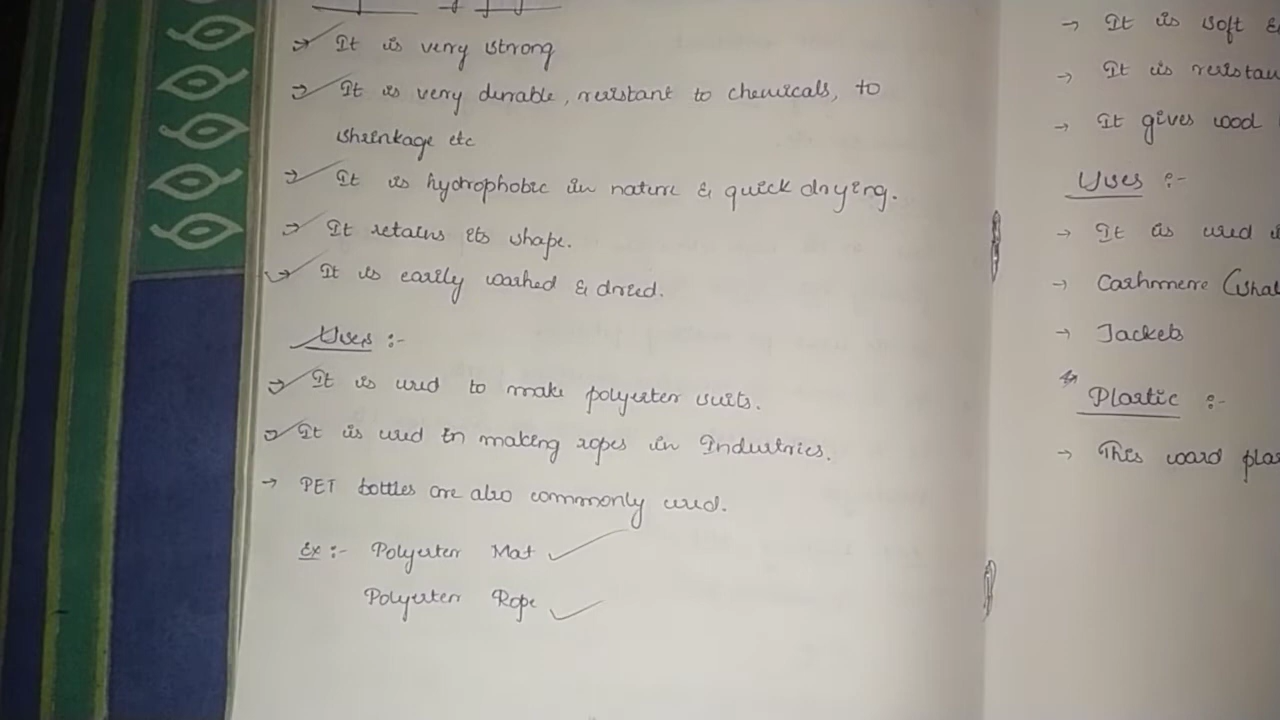 → It is very strong
→ It is very durable, resistant to chemicals, to
shrinkage etc
→ It is hydrophobic in nature & quick drying.
→ It retains its shape.
→ It is easily washed & dried.
Uses :-
→ It is used to make polyester suits.
→ It is used in making ropes in Industries.
→ PET bottles are also commonly used.
Ex :- Polyester Mat
Polyester Rope
→ It is soft &
→ It is
→ It gives wood
Uses :-
→ It is used
→ Cashmere
→ Jackets
Plastic :-
→ This word